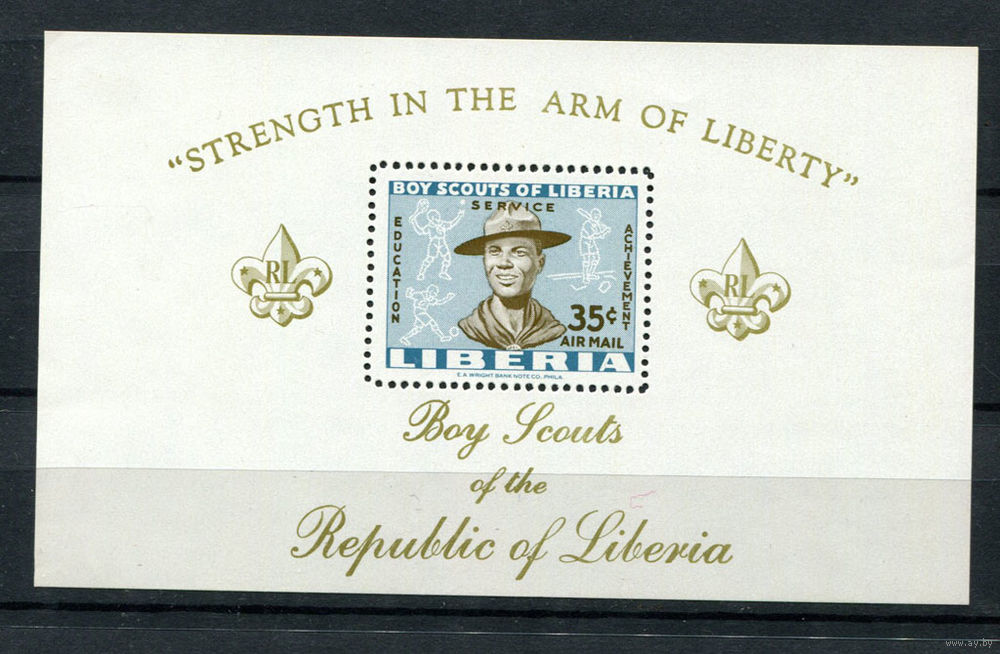 “STRENGTH IN THE ARM OF LIBERTY”
BOY SCOUTS OF LIBERIA
SERVICE
EDUCATION
ACHIEVEMENT
35¢
AIR MAIL
LIBERIA
E.A. WRIGHT BANK NOTE CO., PHILA.
RL
RL
Boy Scouts
of the
Republic of Liberia
www.ay.by